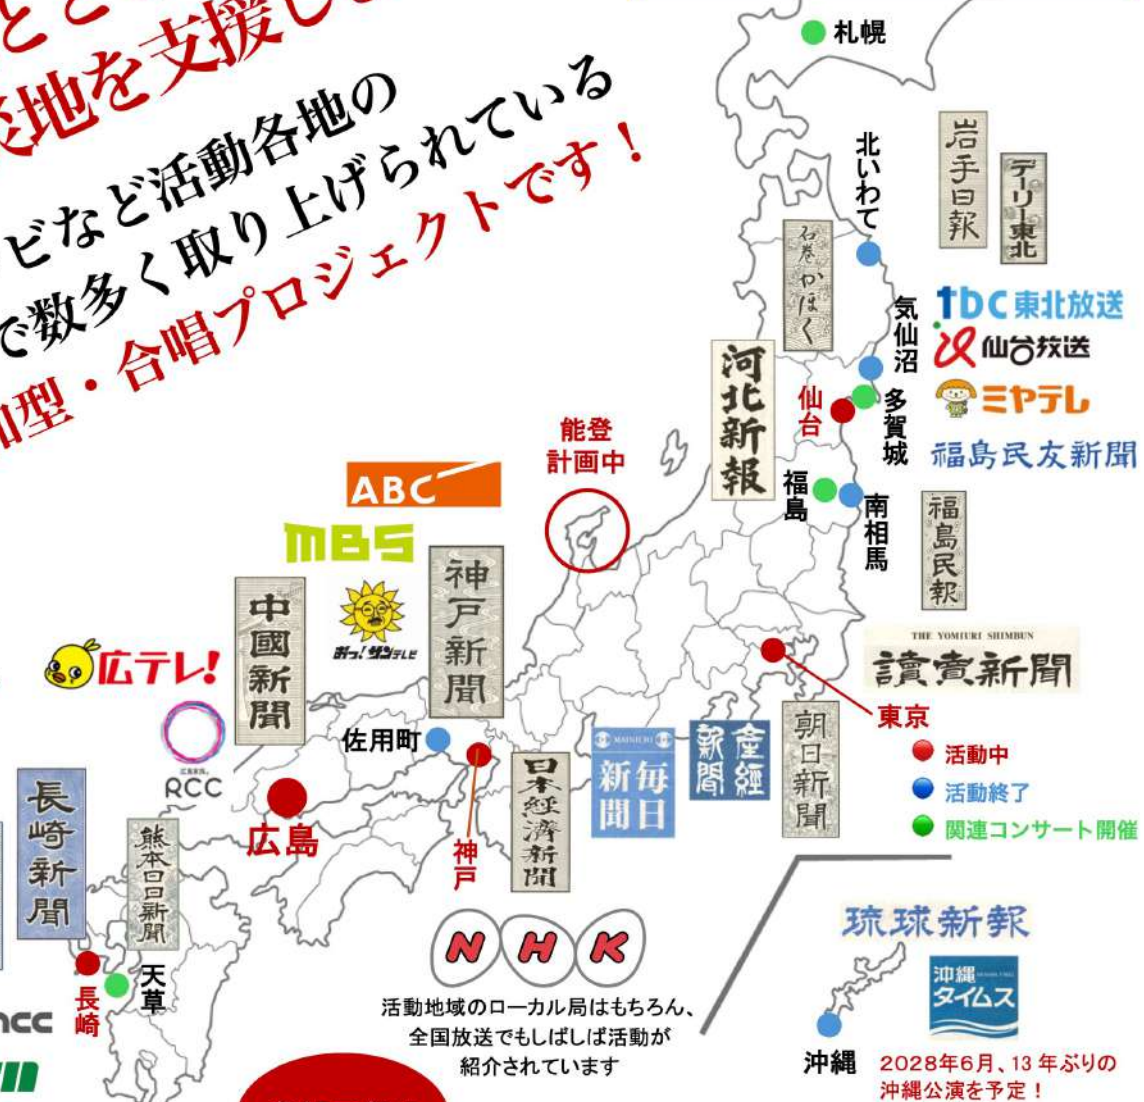 地を支援し
ビなど活動各地の
で数多く取り上げられている
型・合唱プロジェクトです！
札幌
北いわて
岩手日報
デーリー東北
石巻かほく
気仙沼
tbc東北放送
仙台放送
ミヤテレ
河北新報
仙台
多賀城
福島民友新聞
能登
計画中
福島
南相馬
福島民報
ABC
MBS
神戸新聞
中國新聞
おっ！サンテレビ
広テレ！
THE YOMIURI SHIMBUN
讀賣新聞
東京
佐用町
RCC
MAINICHI
毎日新聞
産經新聞
朝日新聞
活動中
活動終了
関連コンサート開催
日本経濟新聞
広島
神戸
長崎新聞
熊本日日新聞
長崎
天草
ncc
NHK
活動地域のローカル局はもちろん、
全国放送でもしばしば活動が
紹介されています
琉球新報
沖縄
タイムス
沖縄
2028年6月、13年ぶりの
沖縄公演を予定！